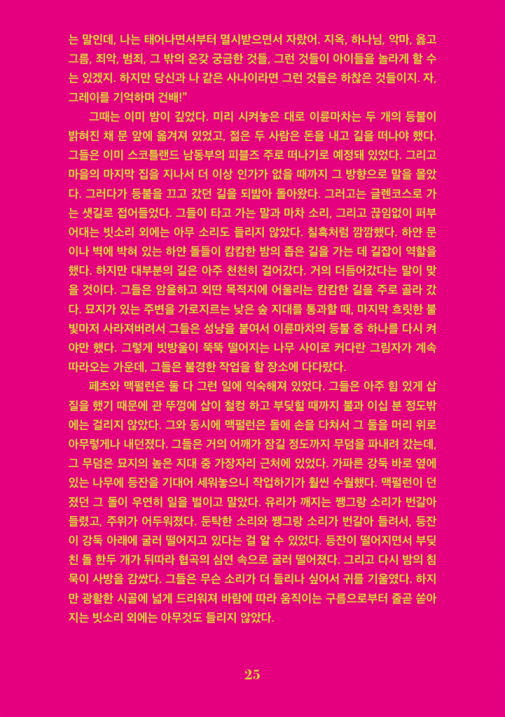 는 말인데, 나는 태어나면서부터 멸시받으면서 자랐어. 지옥, 하나님, 악마, 옳고
그름, 죄악, 범죄, 그 밖의 온갖 궁금한 것들, 그런 것들이 아이들을 놀라게 할 수
는 있겠지. 하지만 당신과 나 같은 사나이라면 그런 것들은 하찮은 것들이지. 자,
그레이를 기억하며 건배!”
그때는 이미 밤이 깊었다. 미리 시켜놓은 대로 이륜마차는 두 개의 등불이
밝혀진 채 문 앞에 옮겨져 있었고, 젊은 두 사람은 돈을 내고 길을 떠나야 했다.
그들은 이미 스코틀랜드 남동부의 피블즈 주로 떠나기로 예정돼 있었다. 그리고
마을의 마지막 집을 지나서 더 이상 인가가 없을 때까지 그 방향으로 말을 몰았
다. 그러다가 등불을 끄고 갔던 길을 되밟아 돌아왔다. 그러고는 글렌코스로 가
는 샛길로 접어들었다. 그들이 타고 가는 말과 마차 소리, 그리고 끊임없이 퍼부
어대는 빗소리 외에는 아무 소리도 들리지 않았다. 칠흑처럼 깜깜했다. 하얀 문
이나 벽에 박혀 있는 하얀 돌들이 캄캄한 밤의 좁은 길을 가는 데 길잡이 역할을
했다. 하지만 대부분의 길은 아주 천천히 걸어갔다. 거의 더듬어갔다는 말이 맞
을 것이다. 그들은 암울하고 외딴 목적지에 어울리는 캄캄한 길을 주로 골라 갔
다. 묘지가 있는 주변을 가로지르는 낮은 숲 지대를 통과할 때, 마지막 흐릿한 불
빛마저 사라져버려서 그들은 성냥을 붙여서 이륜마차의 등불 중 하나를 다시 켜
야만 했다. 그렇게 빗방울이 뚝뚝 떨어지는 나무 사이로 커다란 그림자가 계속
따라오는 가운데, 그들은 불경한 작업을 할 장소에 다다랐다.
페츠와 맥펄런은 둘 다 그런 일에 익숙해져 있었다. 그들은 아주 힘 있게 삽
질을 했기 때문에 관 뚜껑에 삽이 철컹 하고 부딪힐 때까지 불과 이십 분 정도밖
에는 걸리지 않았다. 그와 동시에 맥펄런은 돌에 손을 다쳐서 그 돌을 머리 위로
아무렇게나 내던졌다. 그들은 거의 어깨가 잠길 정도까지 무덤을 파내려 갔는데,
그 무덤은 묘지의 높은 지대 중 가장자리 근처에 있었다. 가파른 강둑 바로 옆에
있는 나무에 등잔을 기대어 세워놓으니 작업하기가 훨씬 수월했다. 맥펄런이 던
졌던 그 돌이 우연히 일을 벌이고 말았다. 유리가 깨지는 쨍그랑 소리가 번갈아
들렸고, 주위가 어두워졌다. 둔탁한 소리와 쨍그랑 소리가 번갈아 들려서, 등잔
이 강둑 아래에 굴러 떨어지고 있다는 걸 알 수 있었다. 등잔이 떨어지면서 부딪
친 돌 한두 개가 뒤따라 협곡의 심연 속으로 굴러 떨어졌다. 그리고 다시 밤의 침
묵이 사방을 감쌌다. 그들은 무슨 소리가 더 들리나 싶어서 귀를 기울였다. 하지
만 광활한 시골에 넓게 드리워져 바람에 따라 움직이는 구름으로부터 줄곧 쏟아
지는 빗소리 외에는 아무것도 들리지 않았다.
25